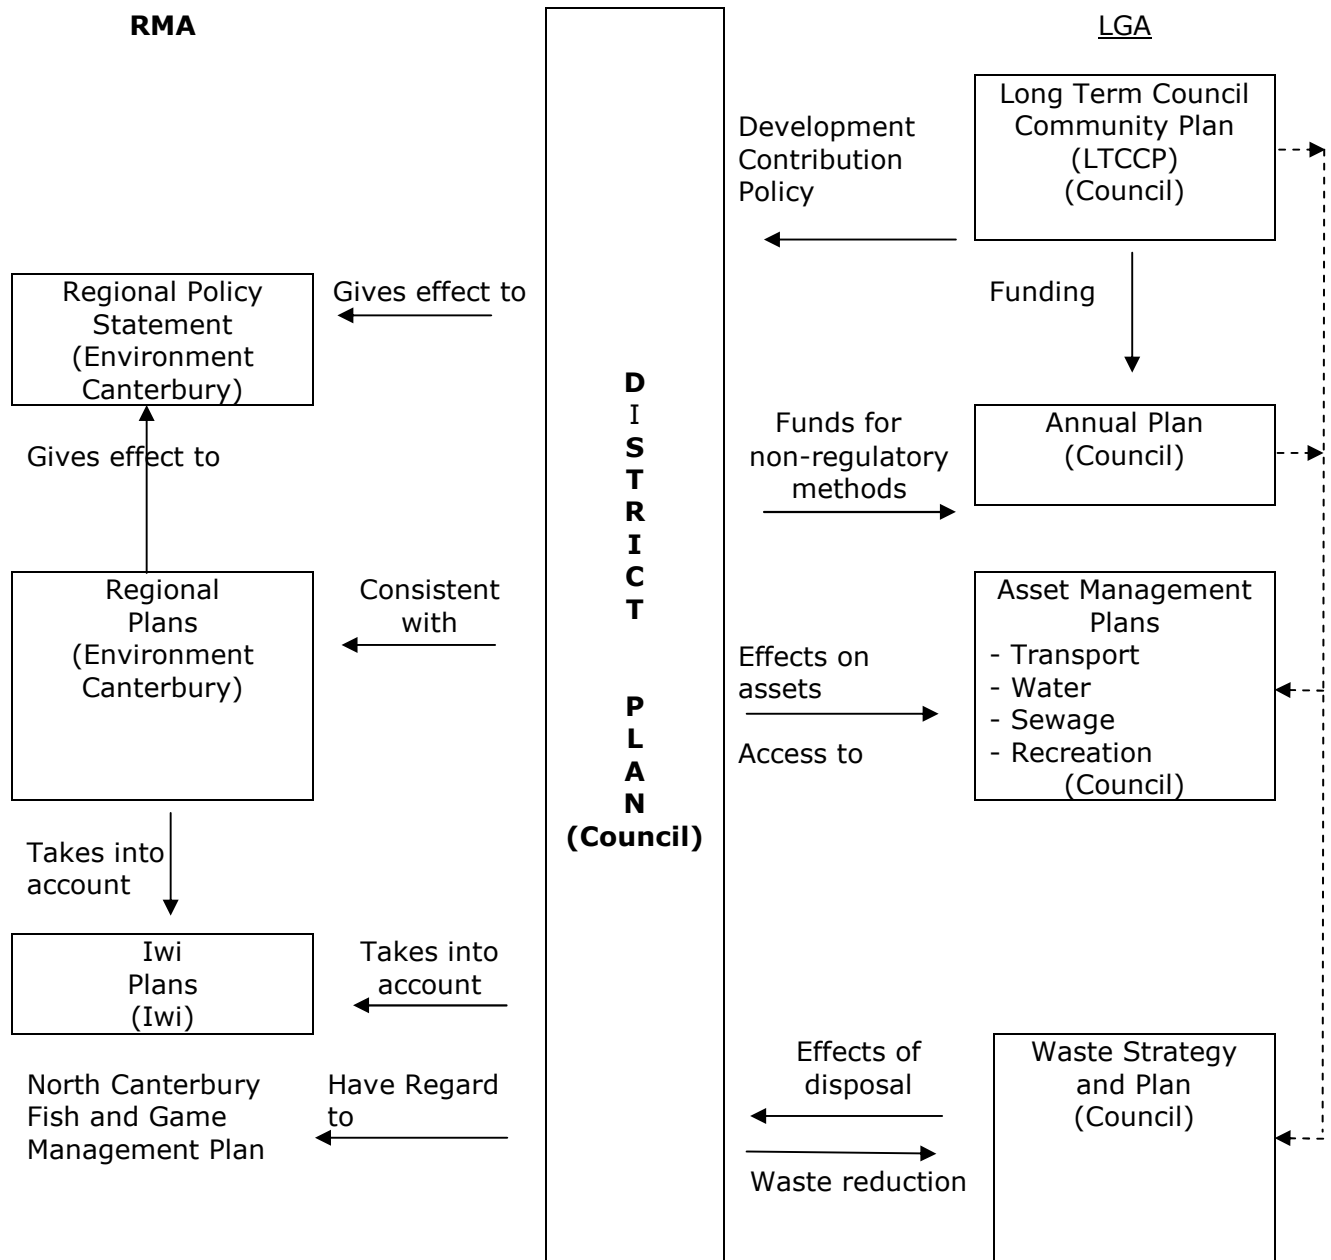 RMA
LGA
Long Term Council
Community Plan
(LTCCP)
(Council)
Development
Contribution
Policy
Regional Policy
Statement
(Environment
Canterbury)
Gives effect to
Funding
Gives effect to
D
I
S
T
R
I
C
T
P
L
A
N
(Council)
Funds for
non-regulatory
methods
Annual Plan
(Council)
Regional
Plans
(Environment
Canterbury)
Consistent
with
Effects on
assets
Access to
Asset Management
Plans
- Transport
- Water
- Sewage
- Recreation
(Council)
Takes into
account
Iwi
Plans
(Iwi)
Takes into
account
North Canterbury
Fish and Game
Management Plan
Have Regard
to
Effects of
disposal
Waste reduction
Waste Strategy
and Plan
(Council)